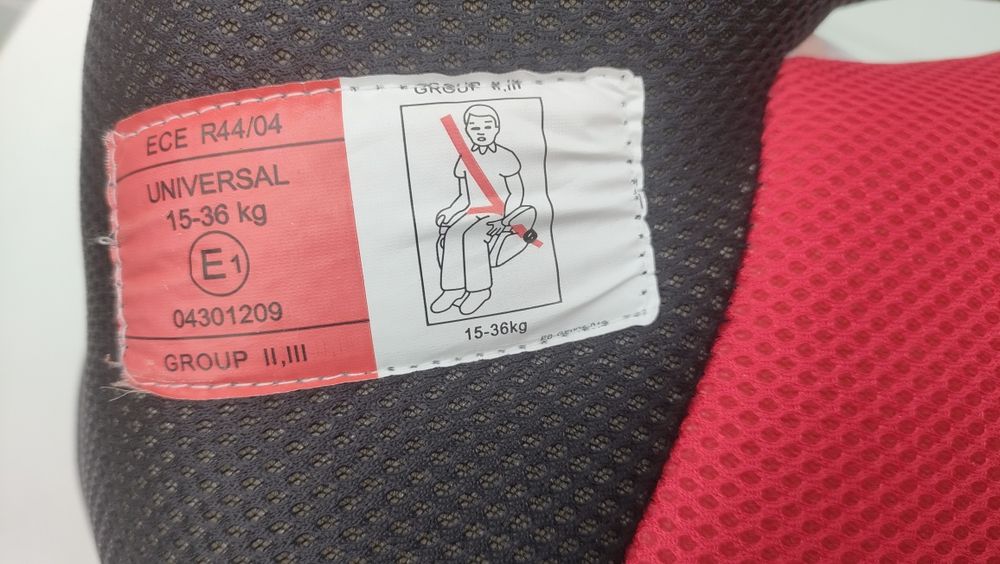 ECE R44/04
UNIVERSAL
15-36 kg
E1
04301209
GROUP II,III
GROUP II,III
15-36kg